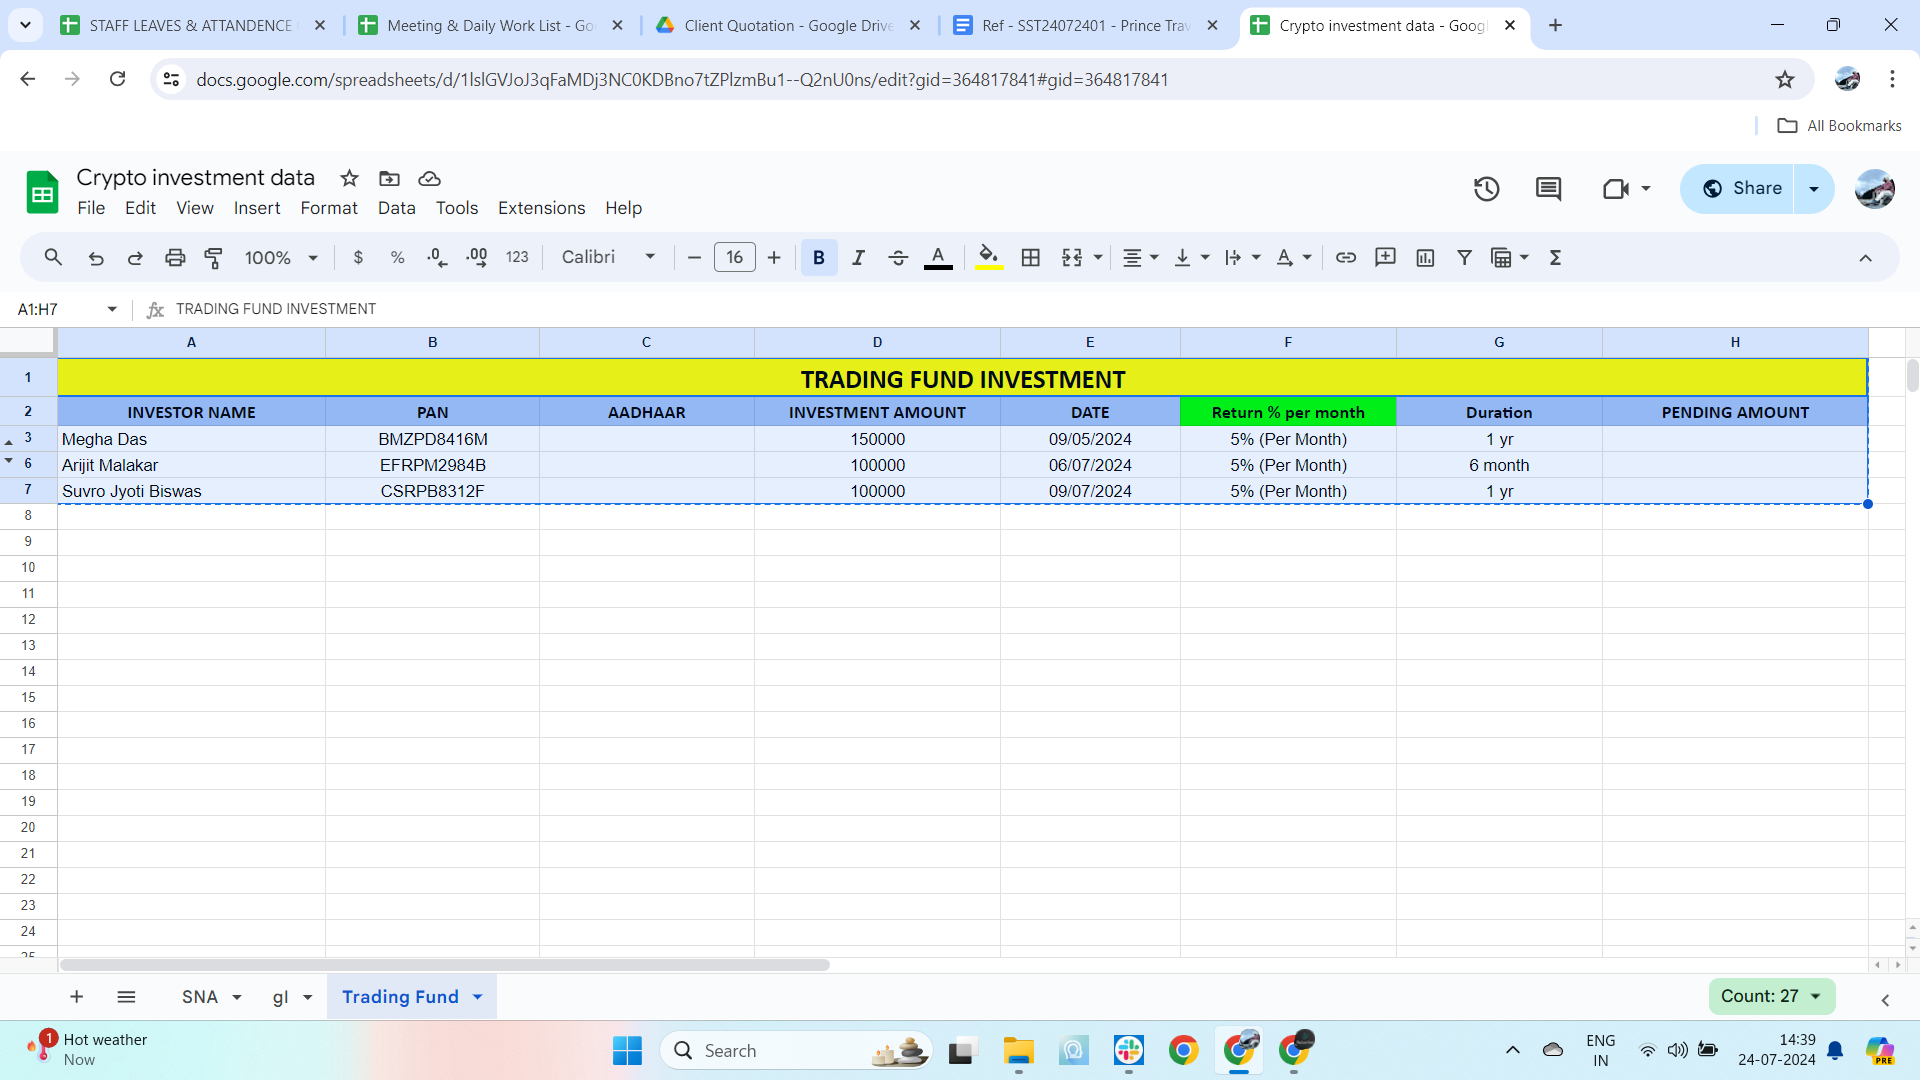 STAFF LEAVES & ATTANDENCE
Meeting & Daily Work List - Go
Client Quotation - Google Drive
Ref - SST24072401 - Prince Trav
Crypto investment data - Goog
docs.google.com/spreadsheets/d/1lslGVJoJ3qFaMDj3NC0KDBno7tZPlzmBu1--Q2nU0ns/edit?gid=364817841#gid=364817841
All Bookmarks
Crypto investment data
File Edit View Insert Format Data Tools Extensions Help
Share
100% $ % .0 .00 123 Calibri 16 B I A
A1:H7 fx TRADING FUND INVESTMENT
A B C D E F G H
1 TRADING FUND INVESTMENT
2 INVESTOR NAME PAN AADHAAR INVESTMENT AMOUNT DATE Return % per month Duration PENDING AMOUNT
3 Megha Das BMZPD8416M 150000 09/05/2024 5% (Per Month) 1 yr
6 Arijit Malakar EFRPM2984B 100000 06/07/2024 5% (Per Month) 6 month
7 Suvro Jyoti Biswas CSRPB8312F 100000 09/07/2024 5% (Per Month) 1 yr
8
9
10
11
12
13
14
15
16
17
18
19
20
21
22
23
24
25
SNA gl Trading Fund Count: 27
1 Hot weather
Now
Search
ENG
IN
14:39
24-07-2024
PRE